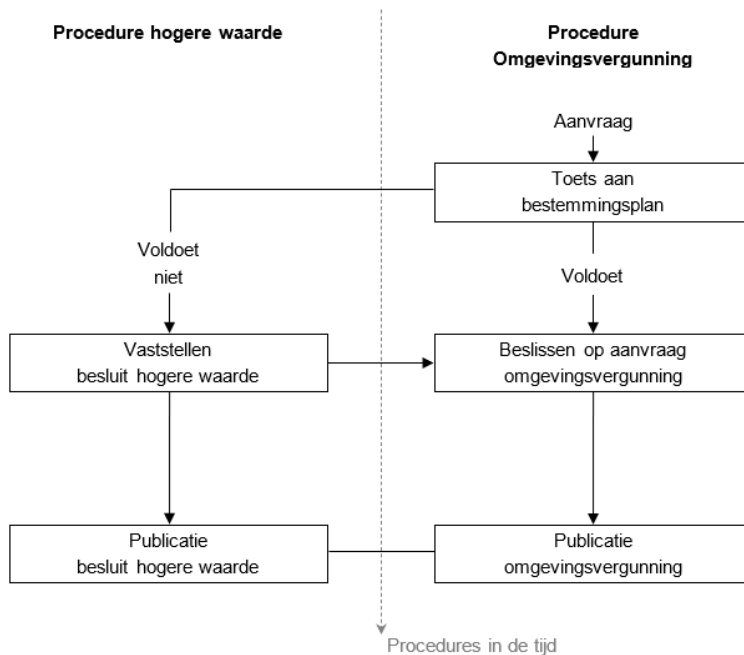 Procedure hogere waarde
Procedure
Omgevingsvergunning
Aanvraag
Toets aan
bestemmingsplan
Voldoet
niet
Voldoet
Vaststellen
besluit hogere waarde
Beslissen op aanvraag
omgevingsvergunning
Publicatie
besluit hogere waarde
Publicatie
omgevingsvergunning
Procedures in de tijd